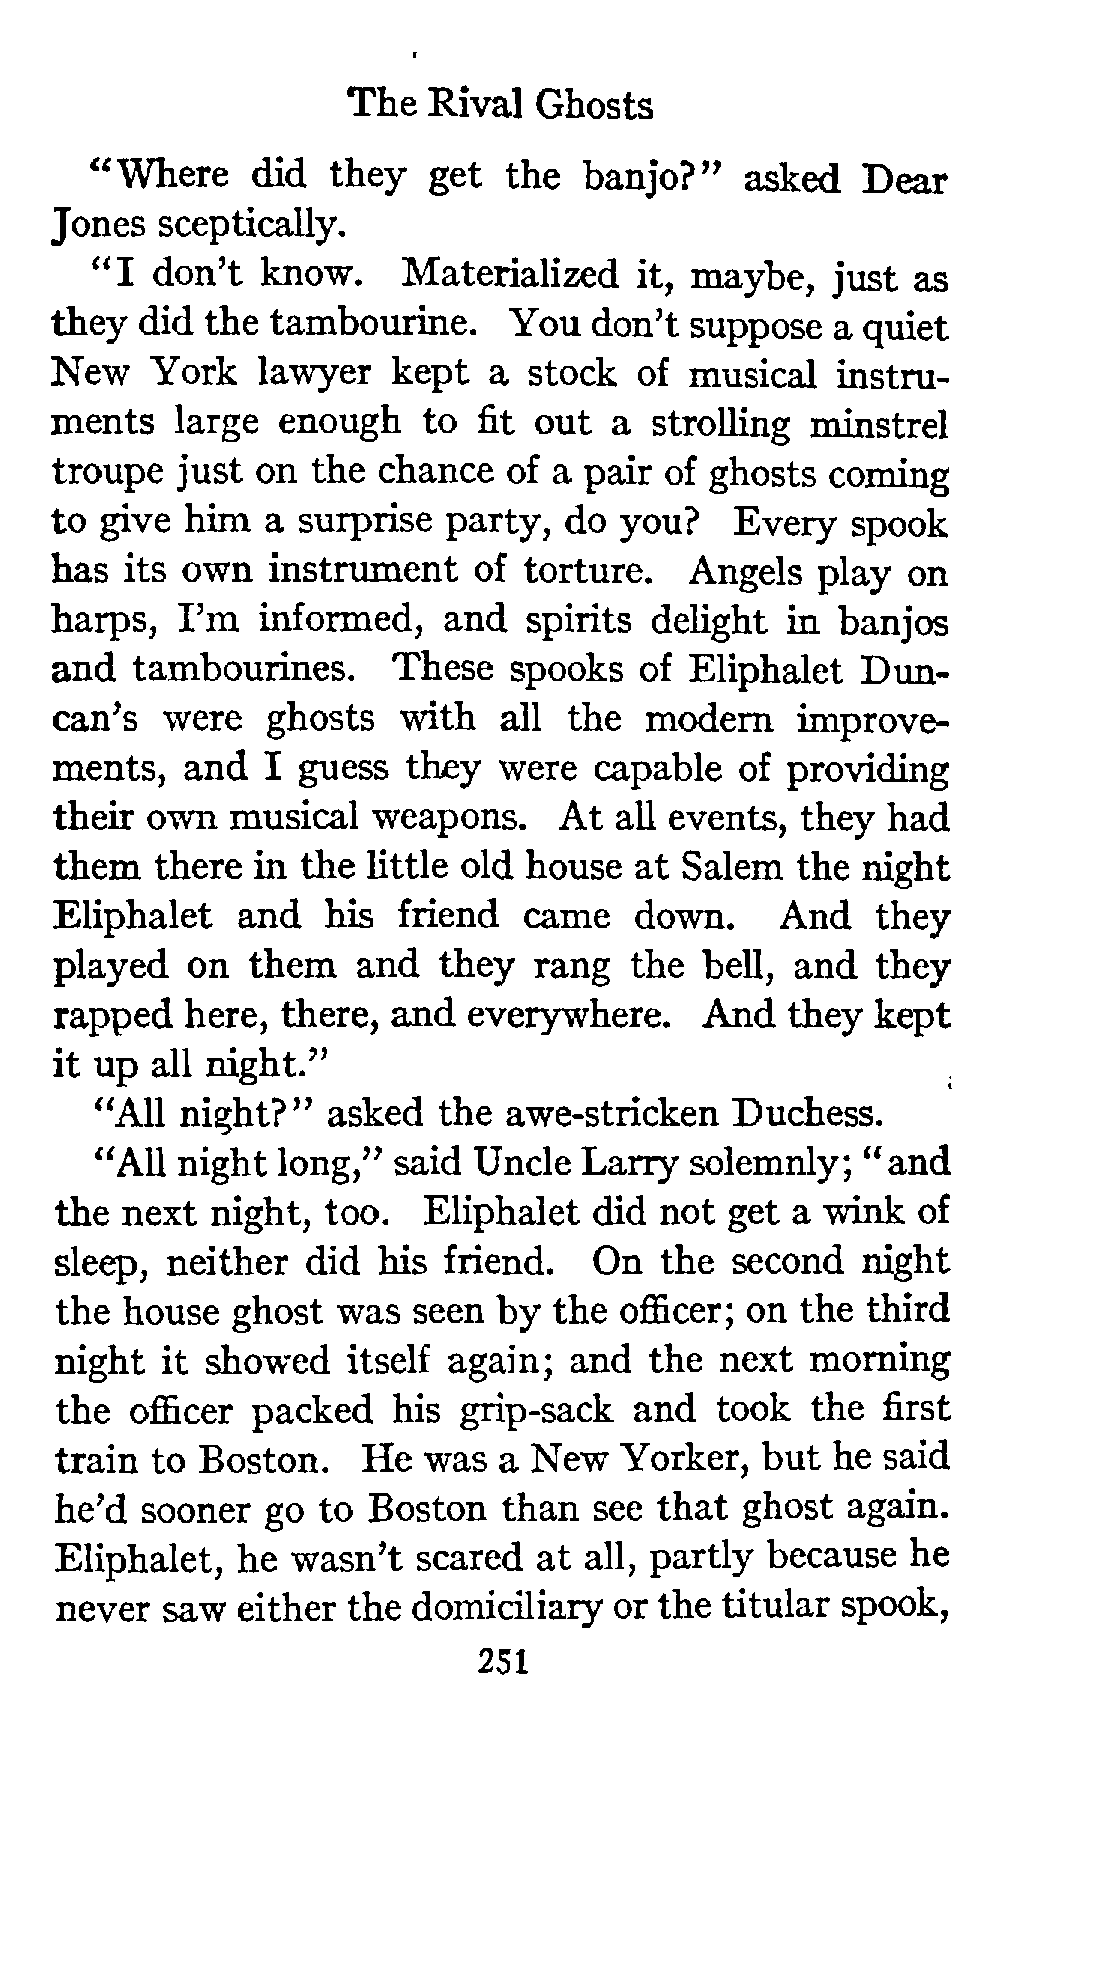 The Rival Ghosts
“Where did they get the banjo?” asked Dear
Jones sceptically.
“I don’t know. Materialized it, maybe, just as
they did the tambourine. You don’t suppose a quiet
New York lawyer kept a stock of musical instru-
ments large enough to fit out a strolling minstrel
troupe just on the chance of a pair of ghosts coming
to give him a surprise party, do you? Every spook
has its own instrument of torture. Angels play on
harps, I’m informed, and spirits delight in banjos
and tambourines. These spooks of Eliphalet Dun-
can’s were ghosts with all the modern improve-
ments, and I guess they were capable of providing
their own musical weapons. At all events, they had
them there in the little old house at Salem the night
Eliphalet and his friend came down. And they
played on them and they rang the bell, and they
rapped here, there, and everywhere. And they kept
it up all night.”
“All night?” asked the awe-stricken Duchess.
“All night long,” said Uncle Larry solemnly; “and
the next night, too. Eliphalet did not get a wink of
sleep, neither did his friend. On the second night
the house ghost was seen by the officer; on the third
night it showed itself again; and the next morning
the officer packed his grip-sack and took the first
train to Boston. He was a New Yorker, but he said
he’d sooner go to Boston than see that ghost again.
Eliphalet, he wasn’t scared at all, partly because he
never saw either the domiciliary or the titular spook,
251